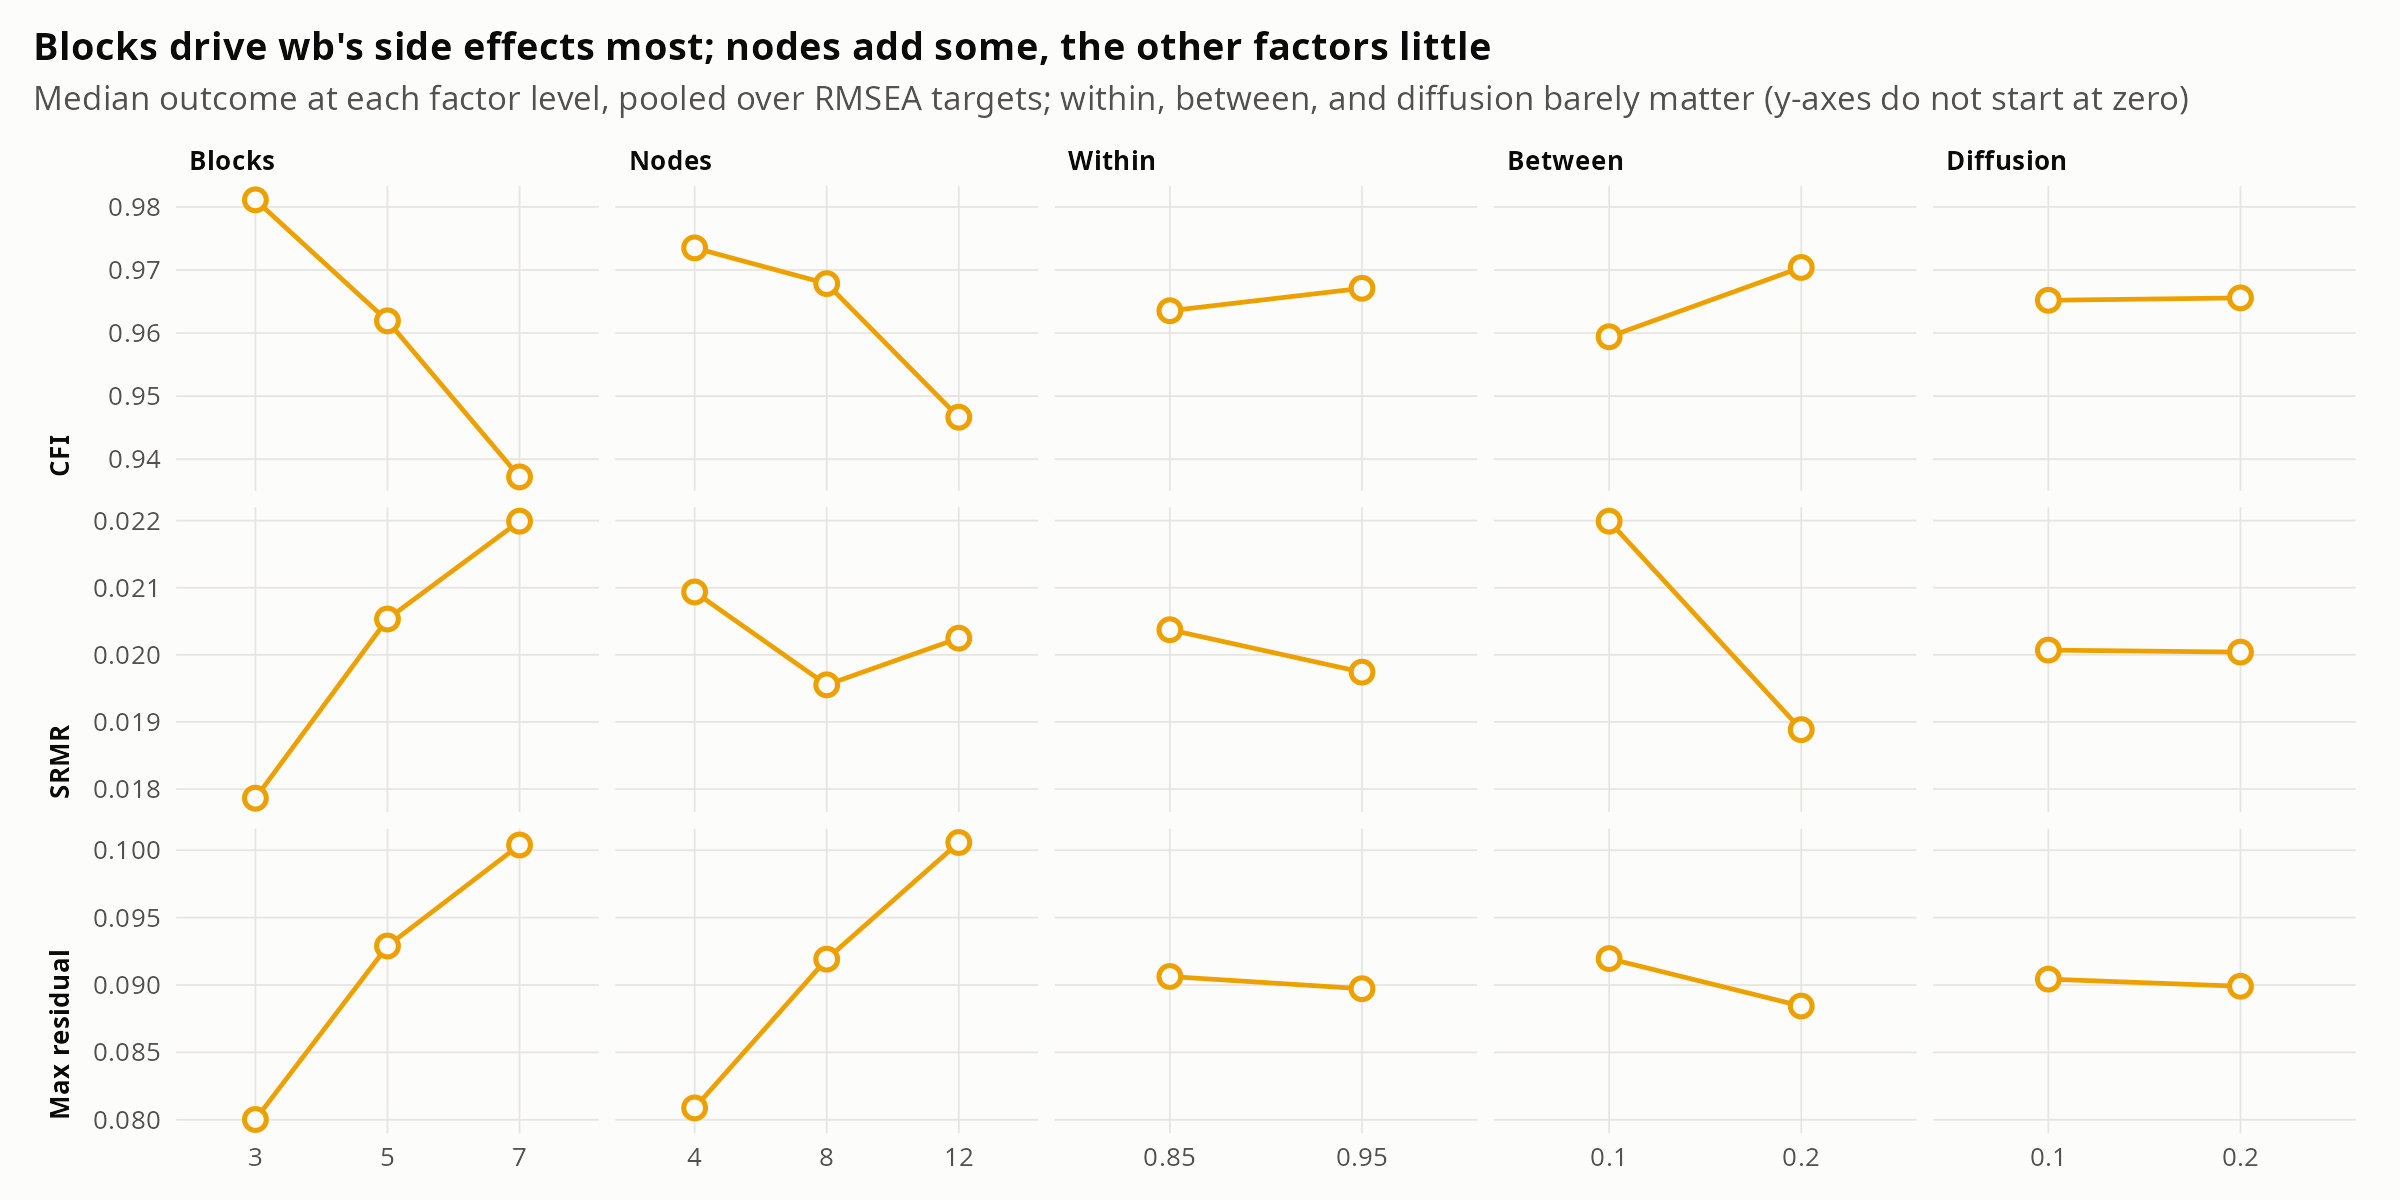 Blocks drive wb's side effects most; nodes add some, the other factors little
Median outcome at each factor level, pooled over RMSEA targets; within, between, and diffusion barely matter (y-axes do not start at zero)
Blocks Nodes Within Between Diffusion
CFI
0.98
0.97
0.96
0.95
0.94
SRMR
0.022
0.021
0.020
0.019
0.018
Max residual
0.100
0.095
0.090
0.085
0.080
3 5 7 4 8 12 0.85 0.95 0.1 0.2 0.1 0.2